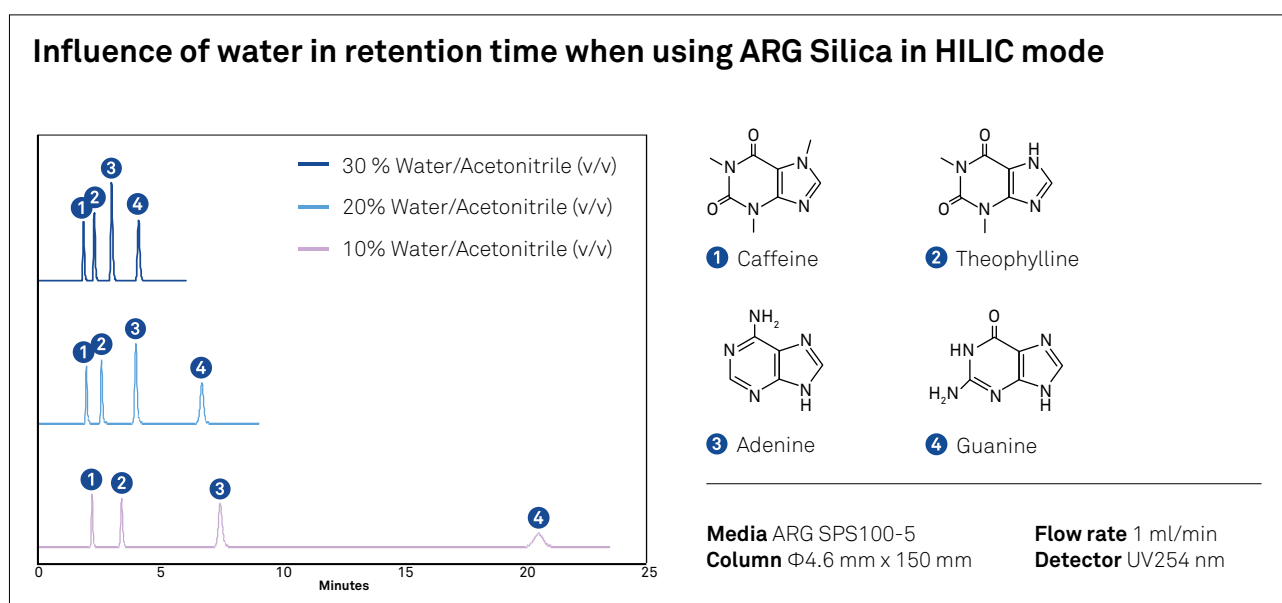 Influence of water in retention time when using ARG Silica in HILIC mode
30 % Water/Acetonitrile (v/v)
20% Water/Acetonitrile (v/v)
10% Water/Acetonitrile (v/v)
1 2 3 4
1 2 3 4
1 2 3 4
0 5 10 15 20 25
Minutes
O
N
N
O
N
N
1 Caffeine
O
H
N
N
O
N
N
2 Theophylline
NH2
N
N
N
N
H
3 Adenine
O
HN
N
H2N
N
N
H
4 Guanine
Media ARG SPS100-5
Column Φ4.6 mm x 150 mm
Flow rate 1 ml/min
Detector UV254 nm